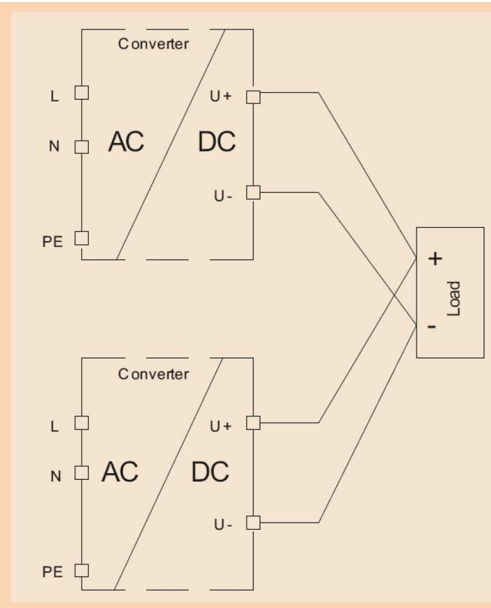 Converter
L
U+
N
AC
DC
U-
PE
+
Load
-
Converter
L
U+
N
AC
DC
U-
PE